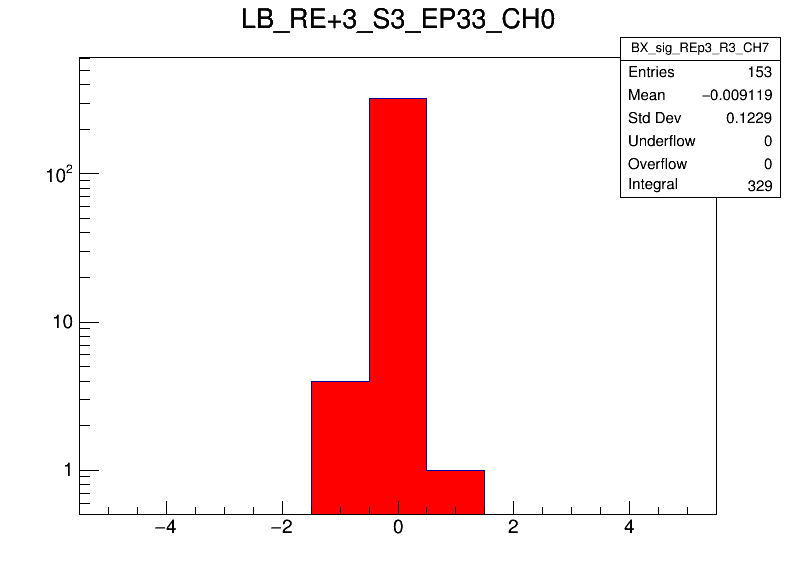 LB_RE+3_S3_EP33_CH0
BX_sig_REp3_R3_CH7
Entries 153
Mean −0.009119
Std Dev 0.1229
Underflow 0
Overflow 0
Integral 329
10²
10
1
−4 −2 0 2 4